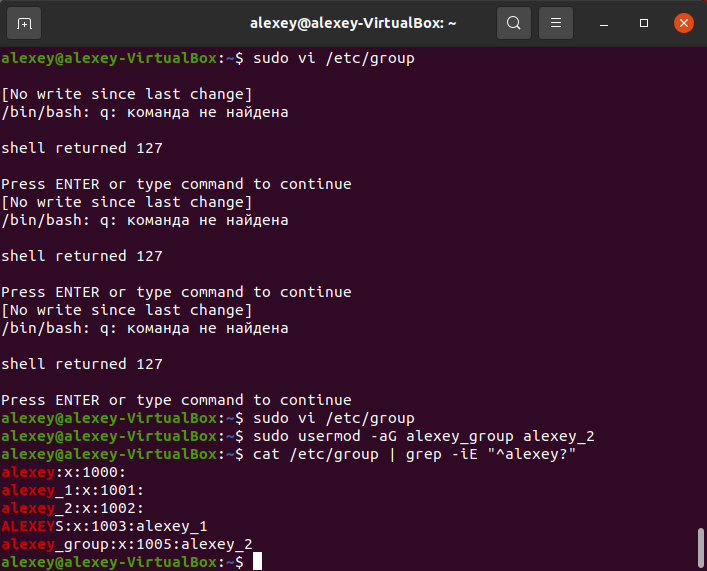 alexey@alexey-VirtualBox: ~
alexey@alexey-VirtualBox:~$ sudo vi /etc/group
[No write since last change]
/bin/bash: q: команда не найдена
shell returned 127
Press ENTER or type command to continue
[No write since last change]
/bin/bash: q: команда не найдена
shell returned 127
Press ENTER or type command to continue
[No write since last change]
/bin/bash: q: команда не найдена
shell returned 127
Press ENTER or type command to continue
alexey@alexey-VirtualBox:~$ sudo vi /etc/group
alexey@alexey-VirtualBox:~$ sudo usermod -aG alexey_group alexey_2
alexey@alexey-VirtualBox:~$ cat /etc/group | grep -iE "^alexey?"
alexey:x:1000:
alexey_1:x:1001:
alexey_2:x:1002:
ALEXEYS:x:1003:alexey_1
alexey_group:x:1005:alexey_2
alexey@alexey-VirtualBox:~$